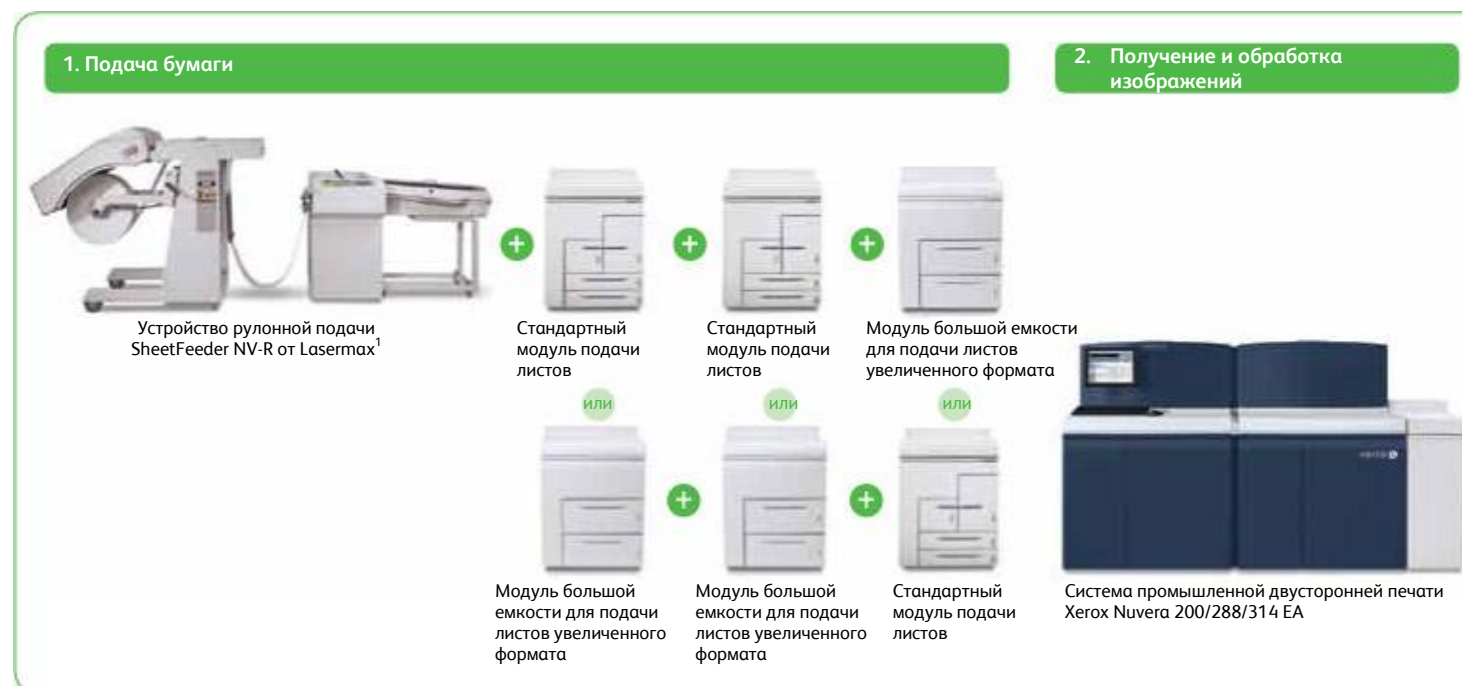 1. Подача бумаги
2. Получение и обработка
изображений
Устройство рулонной подачи
SheetFeeder NV-R от Lasermax¹
Стандартный
модуль подачи
листов
Стандартный
модуль подачи
листов
Модуль большой емкости
для подачи листов
увеличенного формата
или
или
или
Модуль большой
емкости для подачи
листов увеличенного
формата
Модуль большой
емкости для подачи
листов увеличенного
формата
Стандартный
модуль подачи
листов
xerox
Система промышленной двусторонней печати
Xerox Nuvera 200/288/314 EA